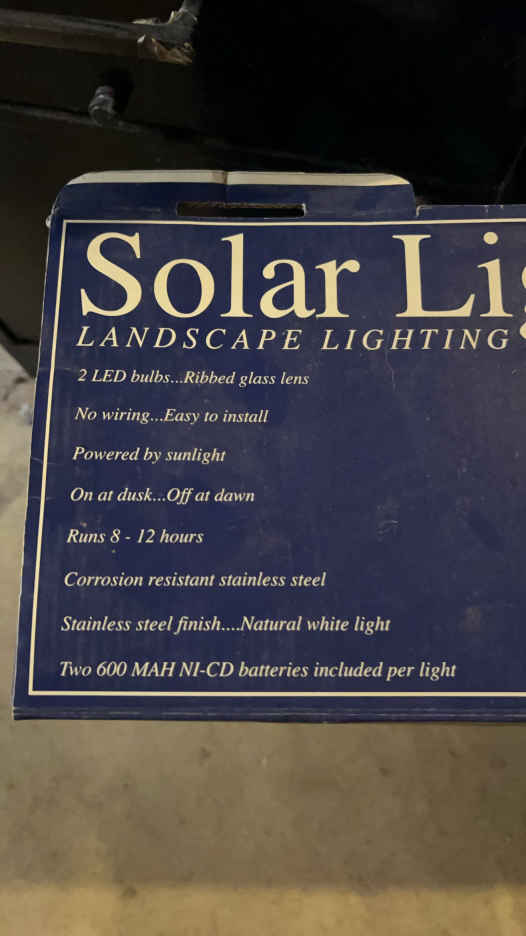 Solar Li
LANDSCAPE LIGHTING
2 LED bulbs...Ribbed glass lens
No wiring...Easy to install
Powered by sunlight
On at dusk...Off at dawn
Runs 8 - 12 hours
Corrosion resistant stainless steel
Stainless steel finish....Natural white light
Two 600 MAH NI-CD batteries included per light